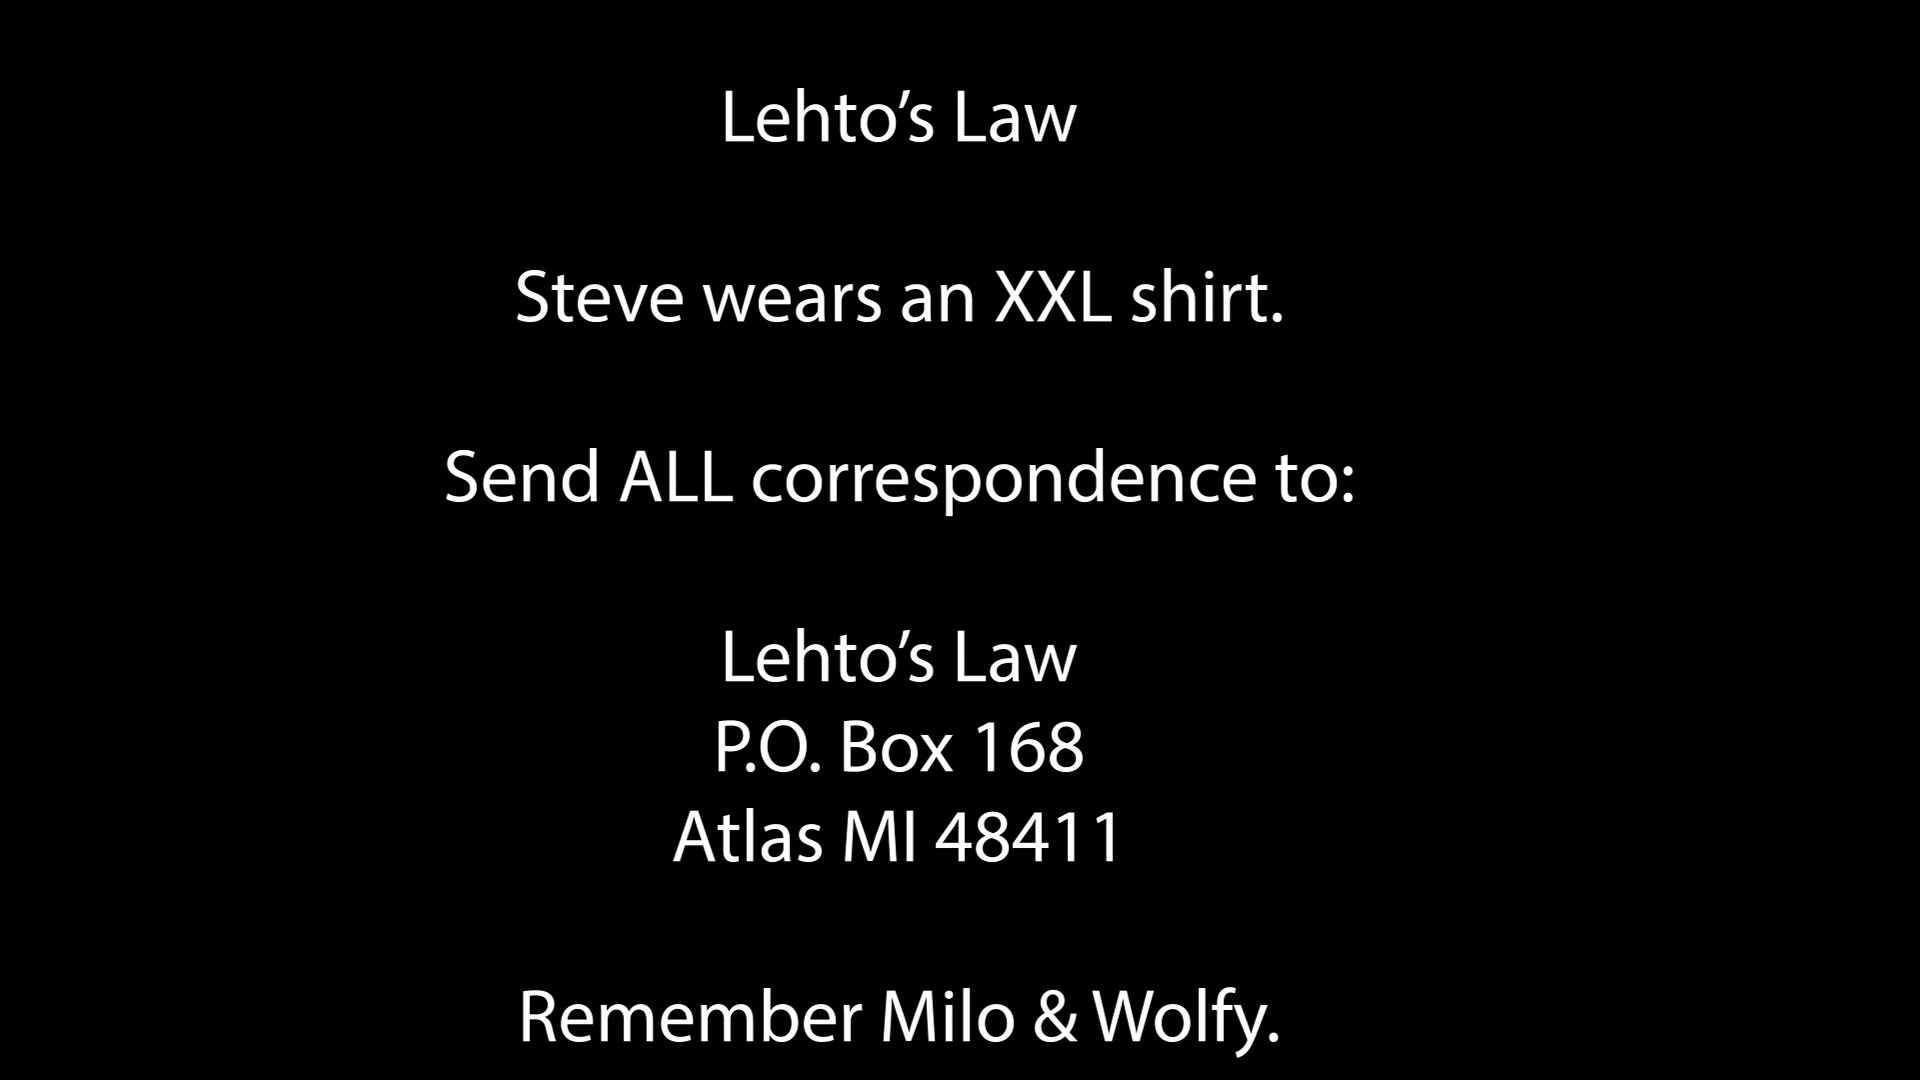 Lehto’s Law
Steve wears an XXL shirt.
Send ALL correspondence to:
Lehto’s Law
P.O. Box 168
Atlas MI 48411
Remember Milo & Wolfy.